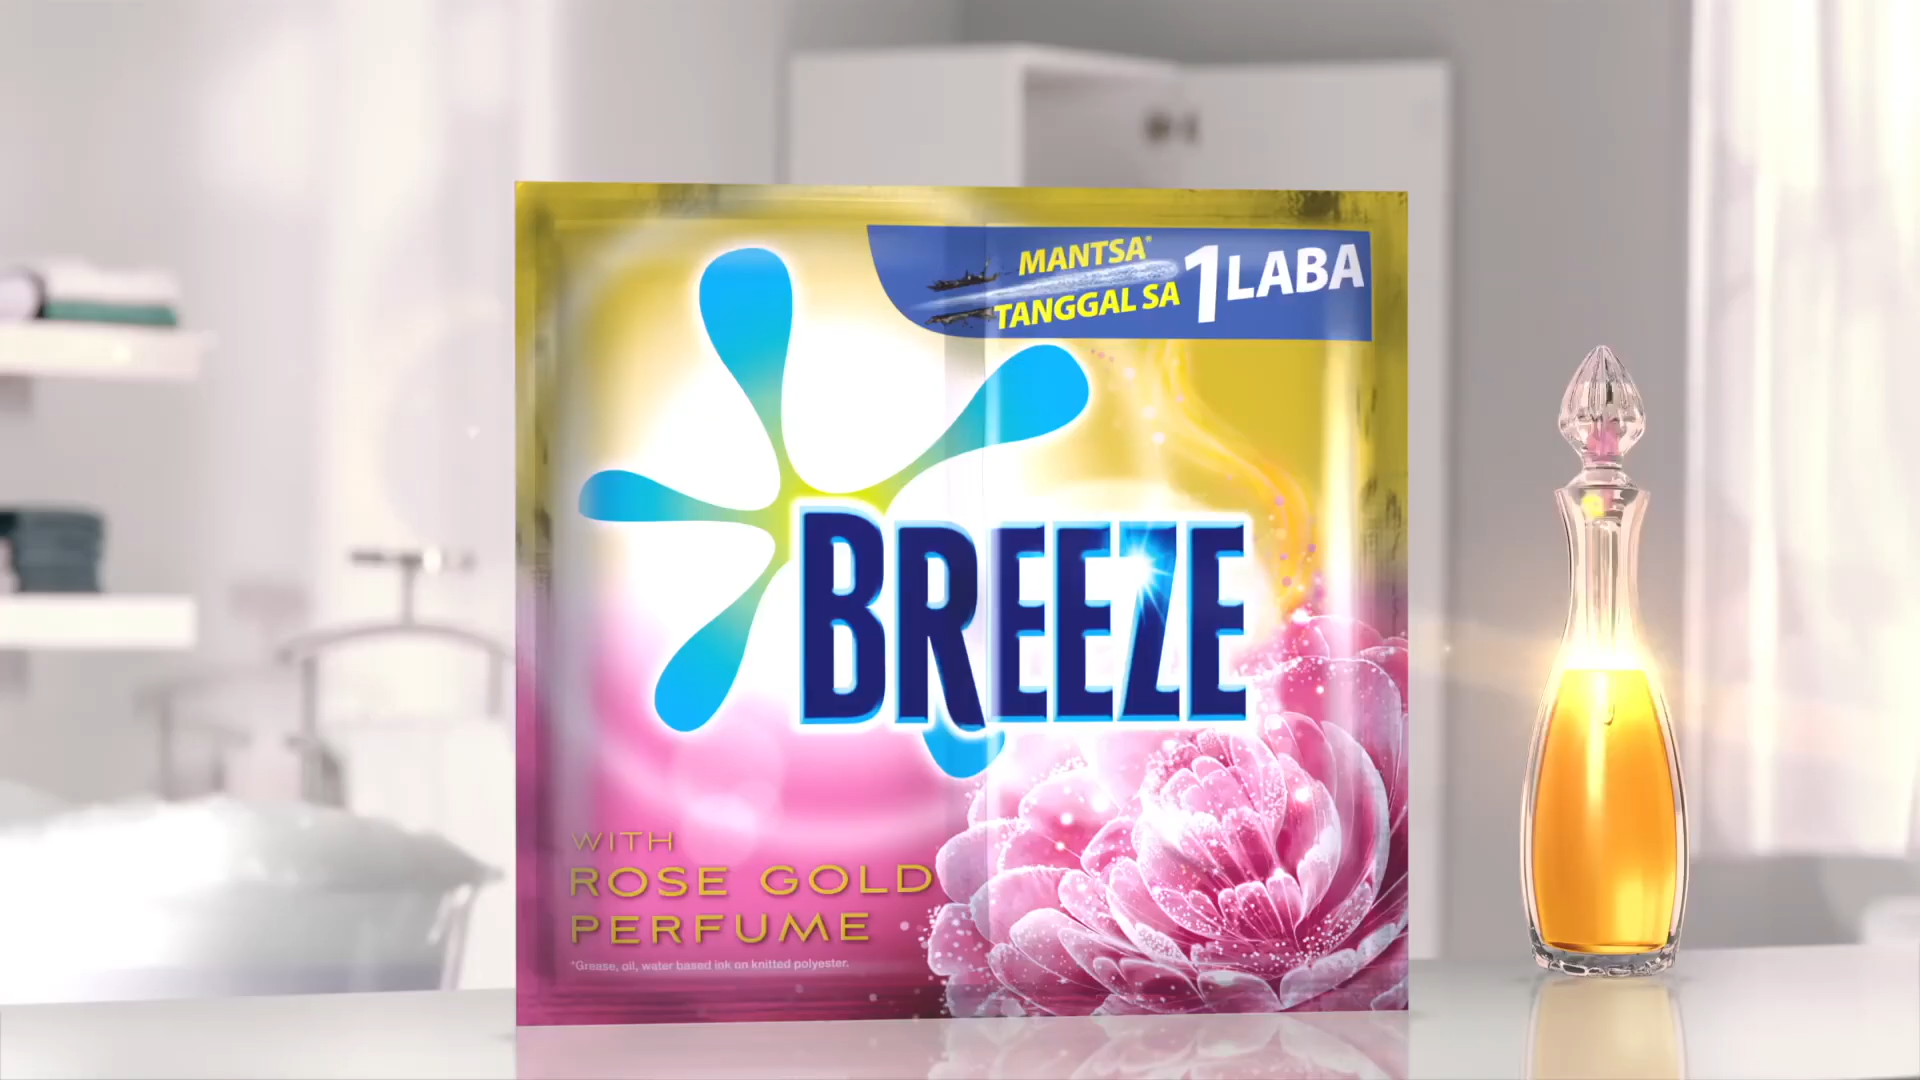 MANTSA*
TANGGAL SA
1 LABA
BREEZE
WITH
ROSE GOLD
PERFUME
*Grease, oil, water based ink on knitted polyester.